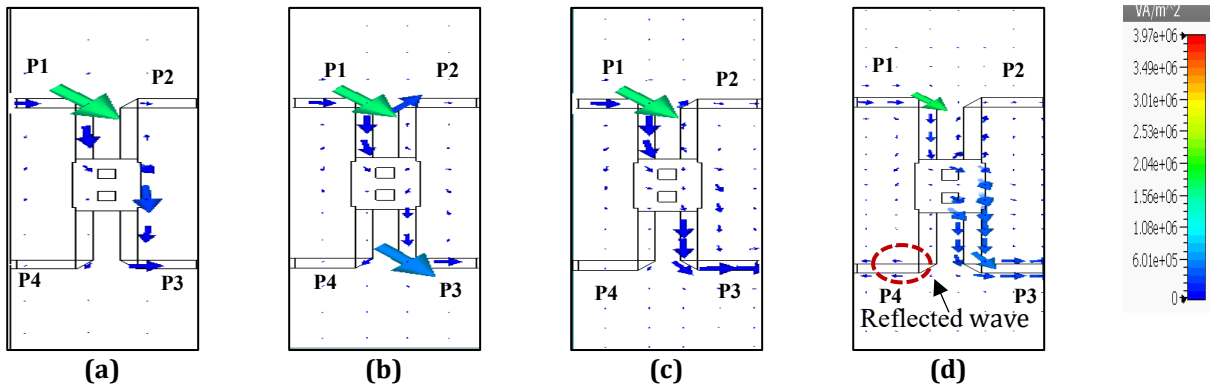 VA/m^2
P1
P2
P4
P3
(a)
P1
P2
P4
P3
(b)
P1
P2
P4
P3
(c)
P1
P2
P4
P3
Reflected wave
(d)
3.97e+06
3.49e+06
3.01e+06
2.53e+06
2.04e+06
1.56e+06
1.08e+06
6.01e+05
0